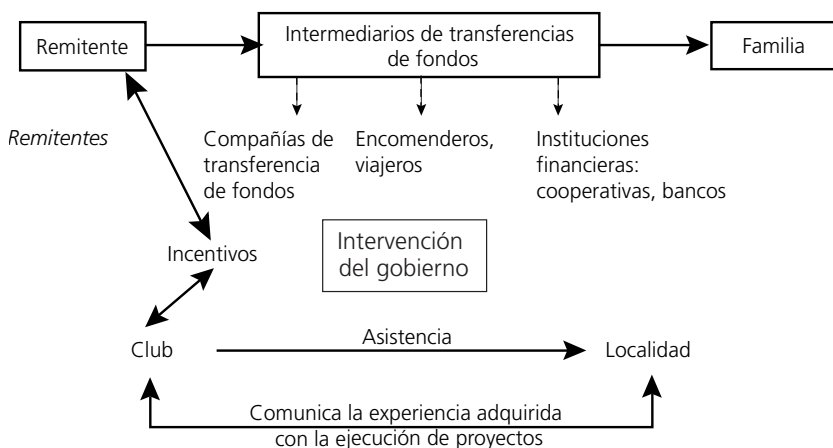 Remitente
Intermediarios de transferencias
de fondos
Familia
Remitentes
Compañías de
transferencia
de fondos
Encomenderos,
viajeros
Instituciones
financieras:
cooperativas, bancos
Incentivos
Intervención
del gobierno
Club
Asistencia
Localidad
Comunica la experiencia adquirida
con la ejecución de proyectos